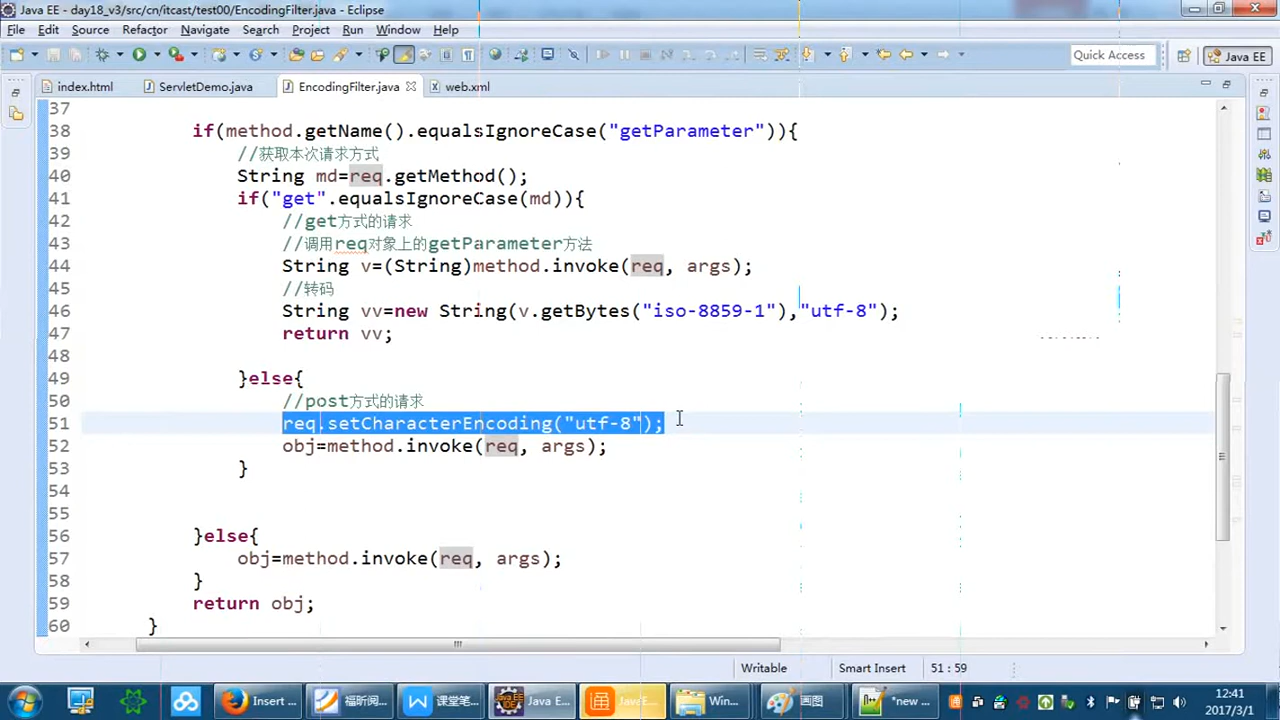 Java EE - day18_v3/src/cn/itcast/test00/EncodingFilter.java - Eclipse
File Edit Source Refactor Navigate Search Project Run Window Help
Quick Access Java EE
index.html ServletDemo.java EncodingFilter.java web.xml
37
38 if(method.getName().equalsIgnoreCase("getParameter")){
39 //获取本次请求方式
40 String md=req.getMethod();
41 if("get".equalsIgnoreCase(md)){
42 //get方式的请求
43 //调用req对象上的getParameter方法
44 String v=(String)method.invoke(req, args);
45 //转码
46 String vv=new String(v.getBytes("iso-8859-1"),"utf-8");
47 return vv;
48
49 }else{
50 //post方式的请求
51 req.setCharacterEncoding("utf-8");
52 obj=method.invoke(req, args);
53 }
54
55
56 }else{
57 obj=method.invoke(req, args);
58 }
59 return obj;
60 }
Writable Smart Insert 51 : 59
Insert ... 福昕阅... 课堂笔... Java E... JavaE... Win... 画图 *new ... 12:41
2017/3/1